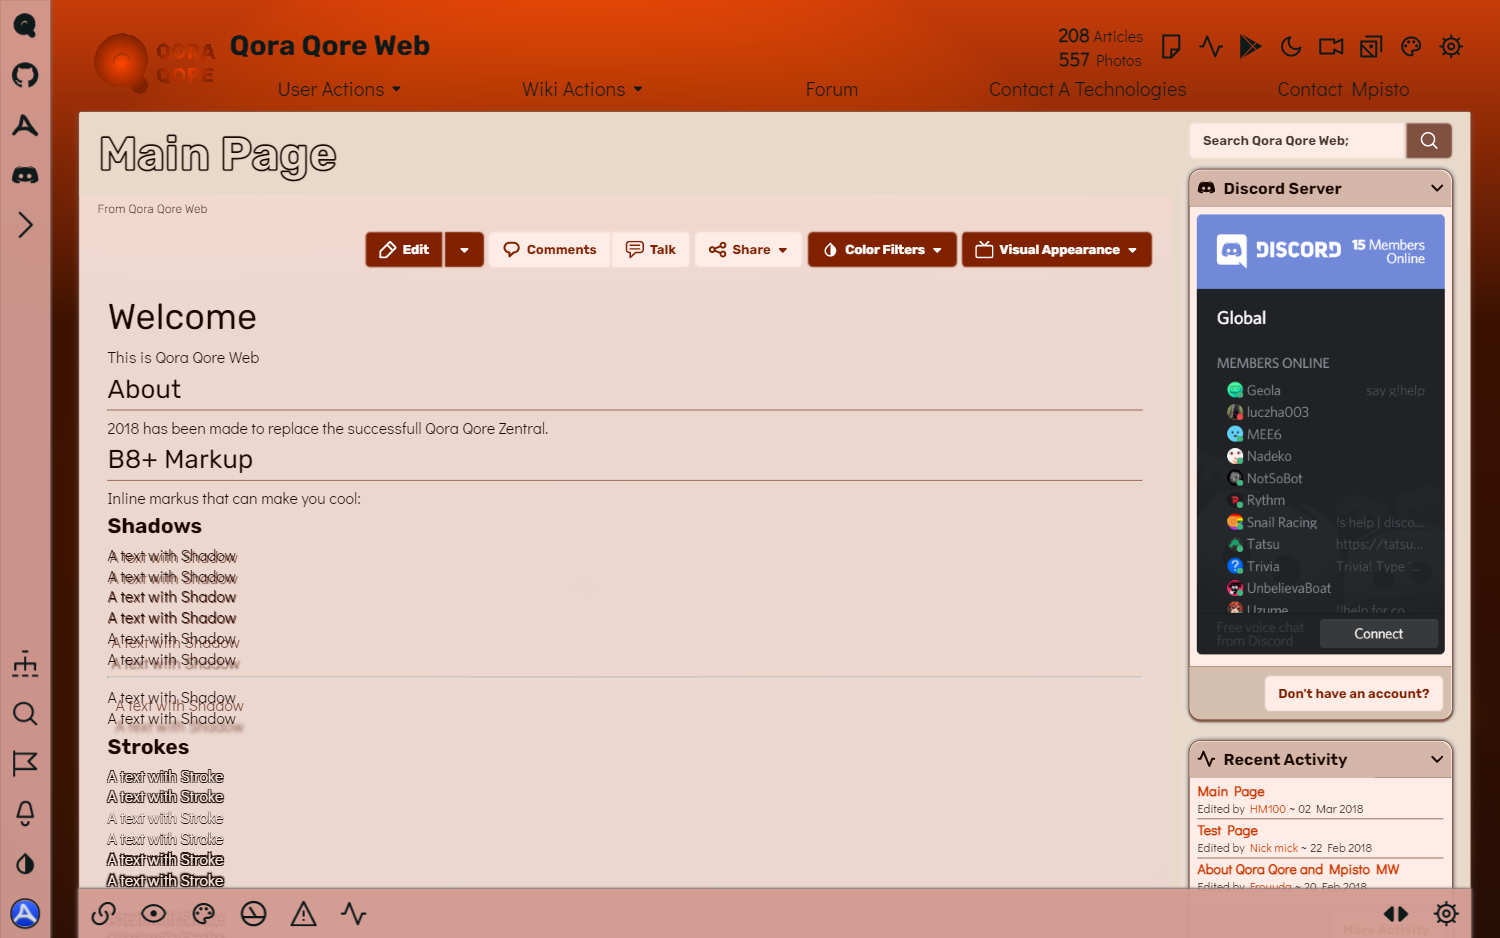 QORA
QORE
Qora Qore Web
208 Articles
557 Photos
User Actions
Wiki Actions
Forum
Contact A Technologies
Contact Mpisto
Main Page
From Qora Qore Web
Edit
Comments
Talk
Share
Color Filters
Visual Appearance
Welcome
This is Qora Qore Web
About
2018 has been made to replace the successfull Qora Qore Zentral.
B8+ Markup
Inline markus that can make you cool:
Shadows
A text with Shadow
A text with Shadow
A text with Shadow
A text with Shadow
A text with Shadow
A text with Shadow
A text with Shadow
A text with Shadow
Strokes
A text with Stroke
A text with Stroke
A text with Stroke
A text with Stroke
A text with Stroke
A text with Stroke
Search Qora Qore Web;
Discord Server
DISCORD
15 Members
Online
Global
MEMBERS ONLINE
Geola say g!help
luczha003
MEE6
Nadeko
NotSoBot
Rythm
Snail Racing !s help | disco...
Tatsu https://tatsu...
Trivia Trivia! Type '...
UnbelievaBoat
Uzume !!help for co
Free voice chat
from Discord
Connect
Don't have an account?
Recent Activity
Main Page
Edited by HM100 ~ 02 Mar 2018
Test Page
Edited by Nick mick ~ 22 Feb 2018
About Qora Qore and Mpisto MW
Edited by ~ 20 Feb 2018
More Activity